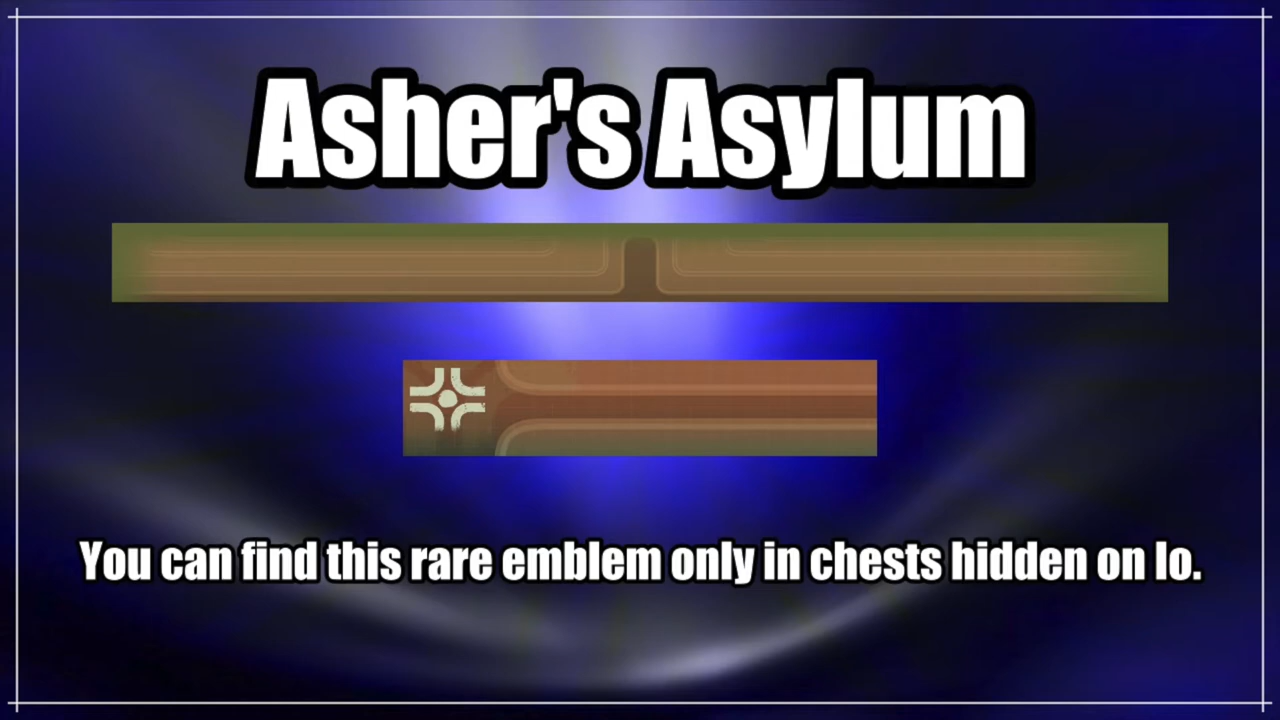 Asher's Asylum
You can find this rare emblem only in chests hidden on Io.